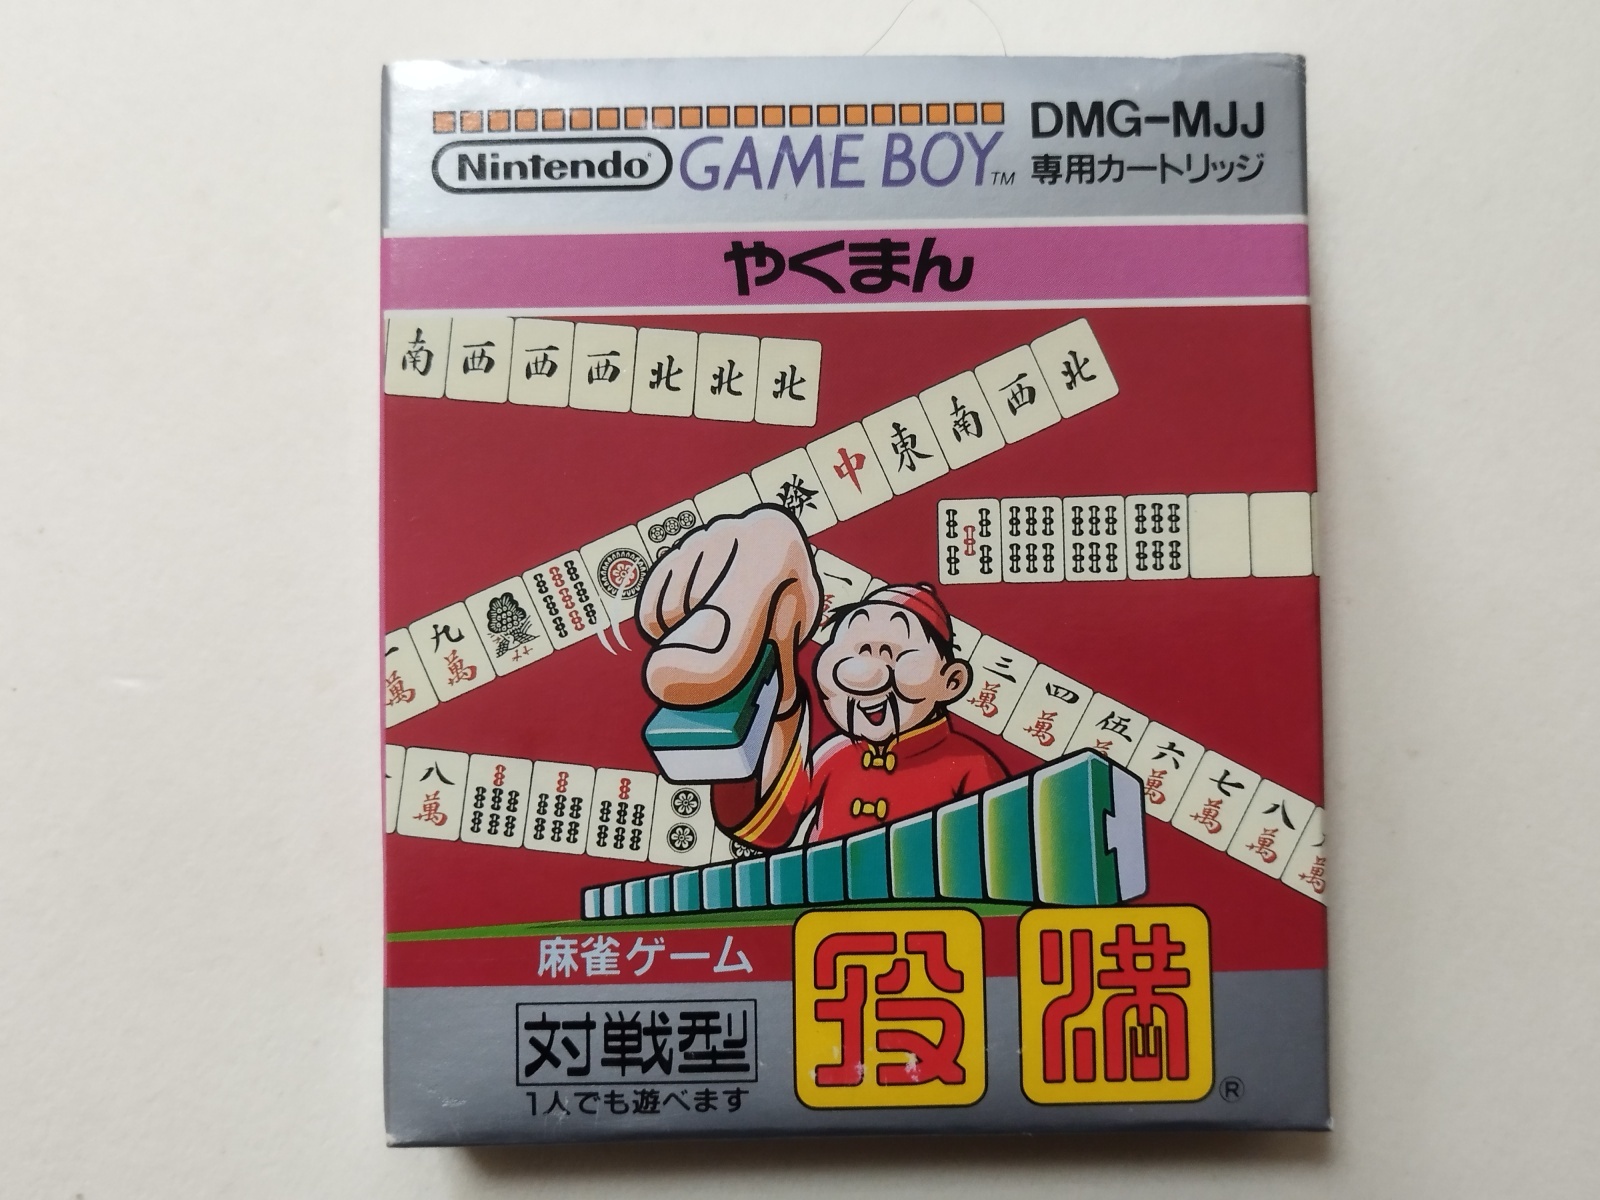 DMG-MJJ
Nintendo GAME BOY™ 専用カートリッジ
やくまん
南 西 西 西 北 北 北
發 中 東 南 西 北
九萬
三萬 四萬 伍萬 六萬 七萬 八萬
八萬
麻雀ゲーム
役満®
対戦型
1人でも遊べます